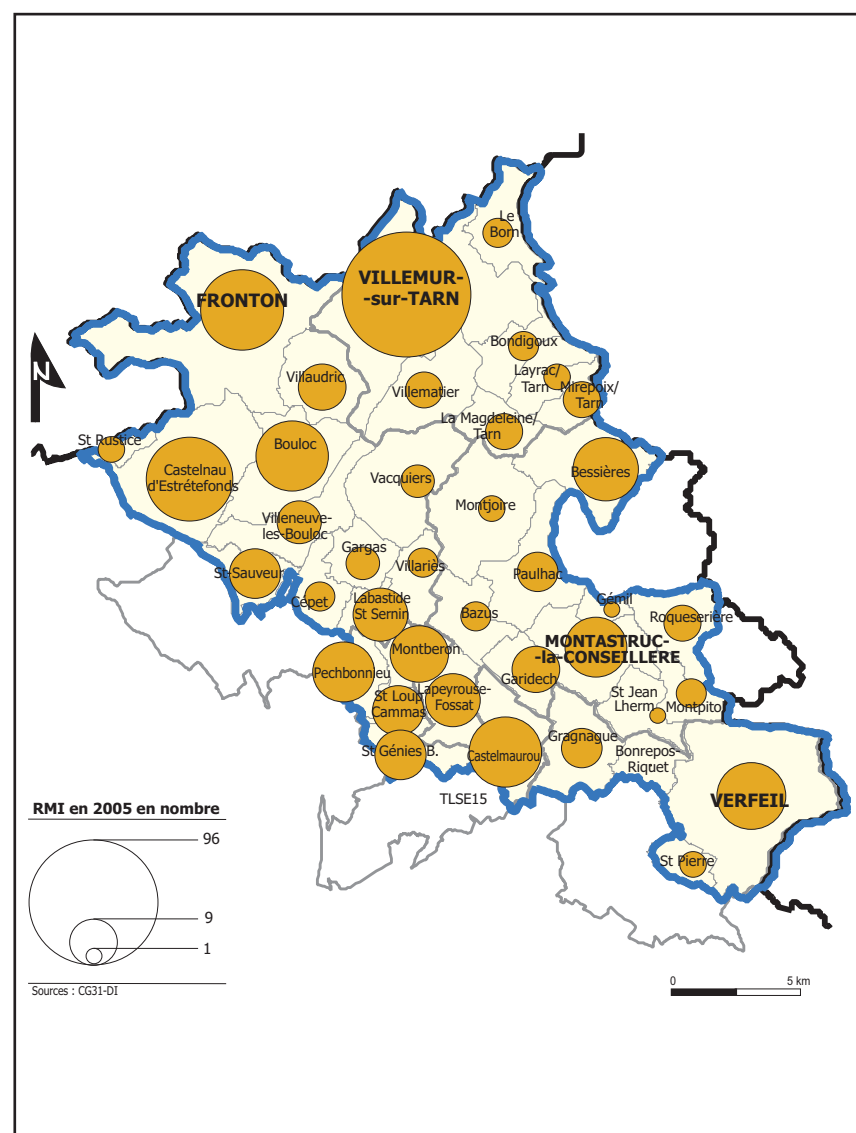 Le
Born
VILLEMUR-
-sur-TARN
FRONTON
Bondigoux
Layrac/
Tarn
Villaudric
Villematier
Mirepoix/
Tarn
La Magdeleine/
Tarn
N
St Rustice
Bouloc
Castelnau
d'Estrétefonds
Bessières
Vacquiers
Montjoire
Villeneuve-
les-Bouloc
Gargas
Villariès
St-Sauveur
Paulhac
Cépet
Labastide
St Sernin
Gémil
Bazus
Roqueserière
MONTASTRUC-
-la-CONSEILLERE
Montberon
Pechbonnieu
Garidech
Lapeyrouse-
Fossat
St Loup
Cammas
St Jean
Lherm
Montpitol
Gragnague
St Génies B.
Castelmaurou
Bonrepos-
Riquet
TLSE15
VERFEIL
St Pierre
RMI en 2005 en nombre
96
9
1
Sources : CG31-DI
0 5 km